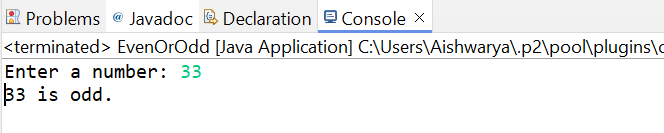 Problems @ Javadoc Declaration Console ×
<terminated> EvenOrOdd [Java Application] C:\Users\Aishwarya\.p2\pool\plugins\
Enter a number: 33
33 is odd.